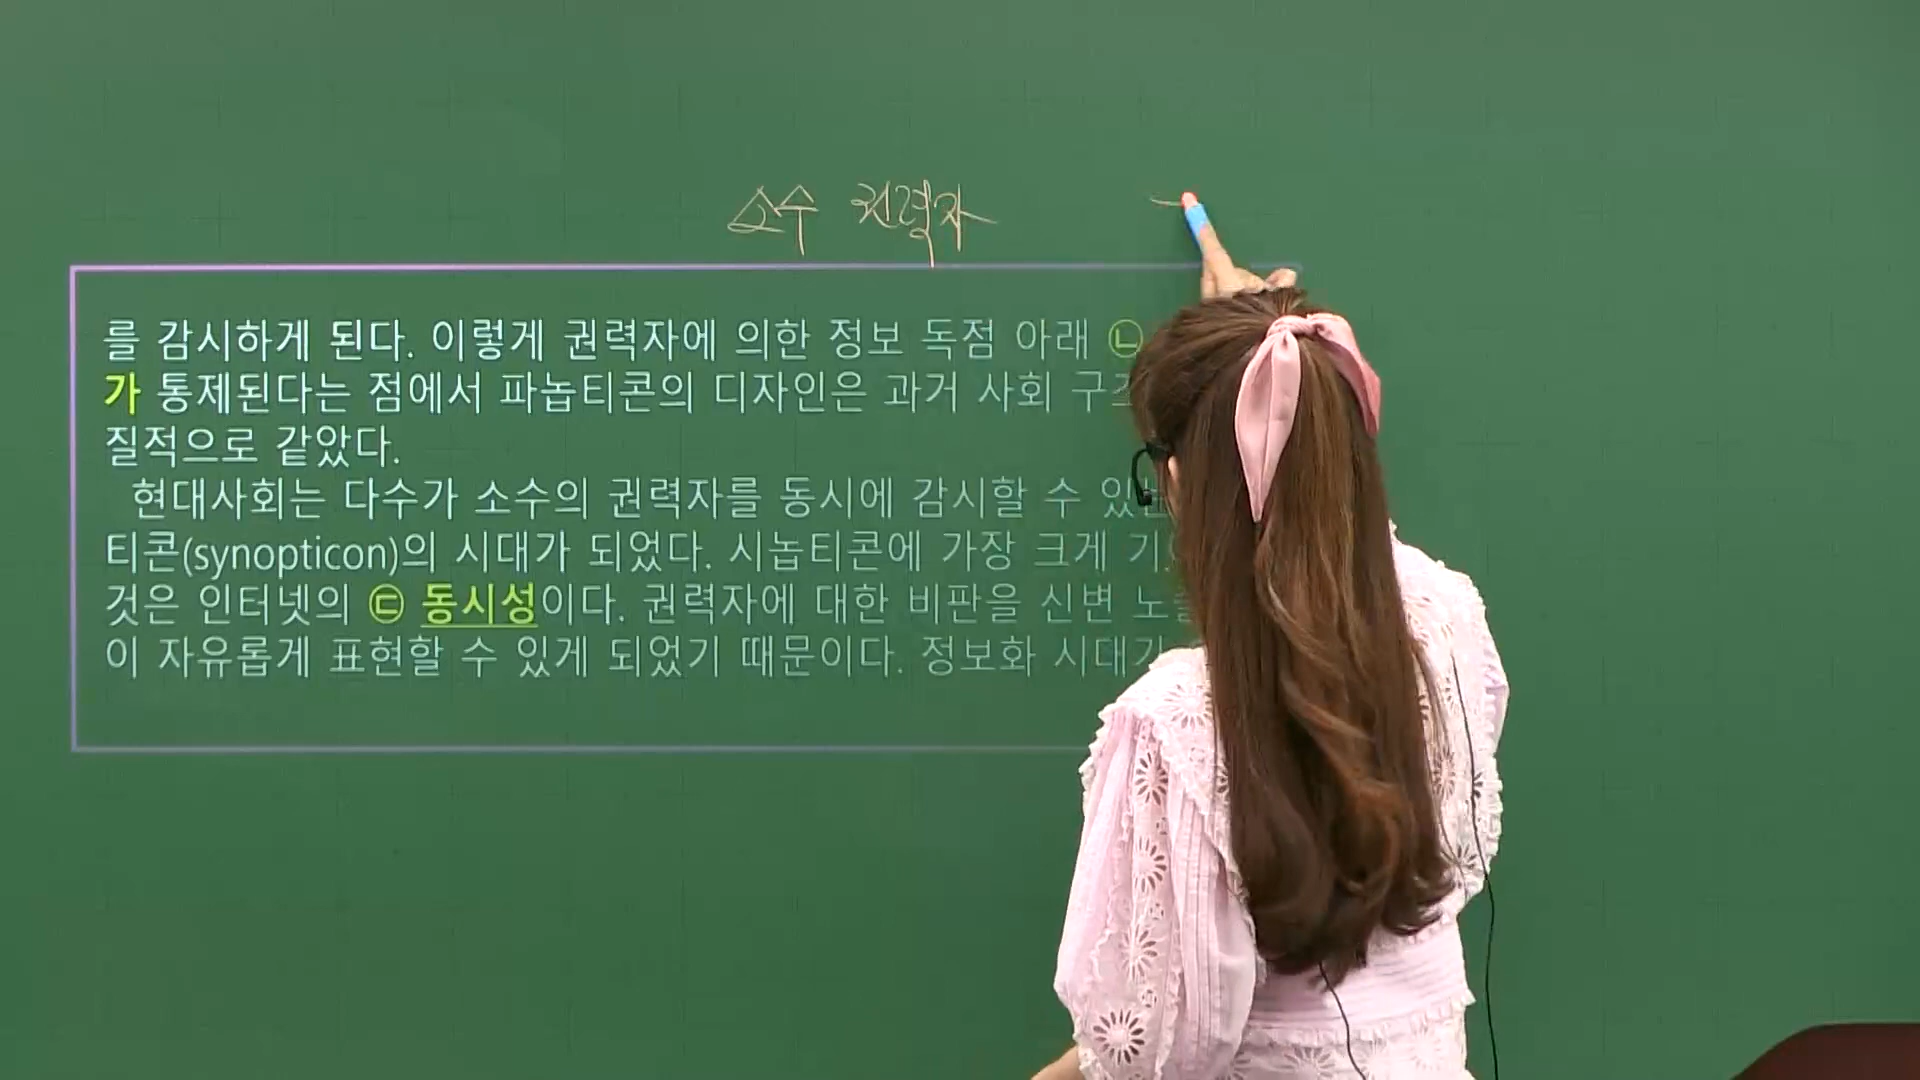 소수 권력자
를 감시하게 된다. 이렇게 권력자에 의한 정보 독점 아래 ㉡
가 통제된다는 점에서 파놉티콘의 디자인은 과거 사회
질적으로 같았다.
현대사회는 다수가 소수의 권력자를 동시에 감시할 수
티콘(synopticon)의 시대가 되었다. 시놉티콘에 가장 크게
것은 인터넷의 ㉢ 동시성이다. 권력자에 대한 비판을 신변
이 자유롭게 표현할 수 있게 되었기 때문이다. 정보화